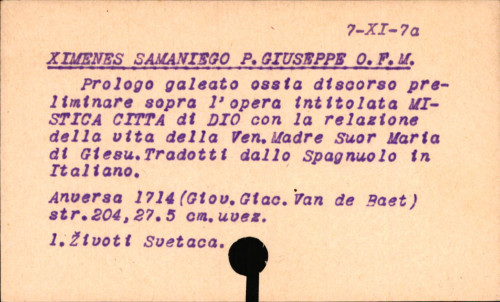 7-XI-7a
XIMENES SAMANIEGO P.GIUSEPPE O.F.M.
Prologo galeato ossia discorso pre-
liminare sopra l'opera intitolata MI-
STICA CITTA di DIO con la relazione
della vita della Ven.Madre Suor Maria
di Giesu.Tradotti dallo Spagnuolo in
Italiano.
Anversa 1714(Giov.Giac.Van de Baet)
str.204,27.5 cm.uvez.
1.Životi Svetaca.